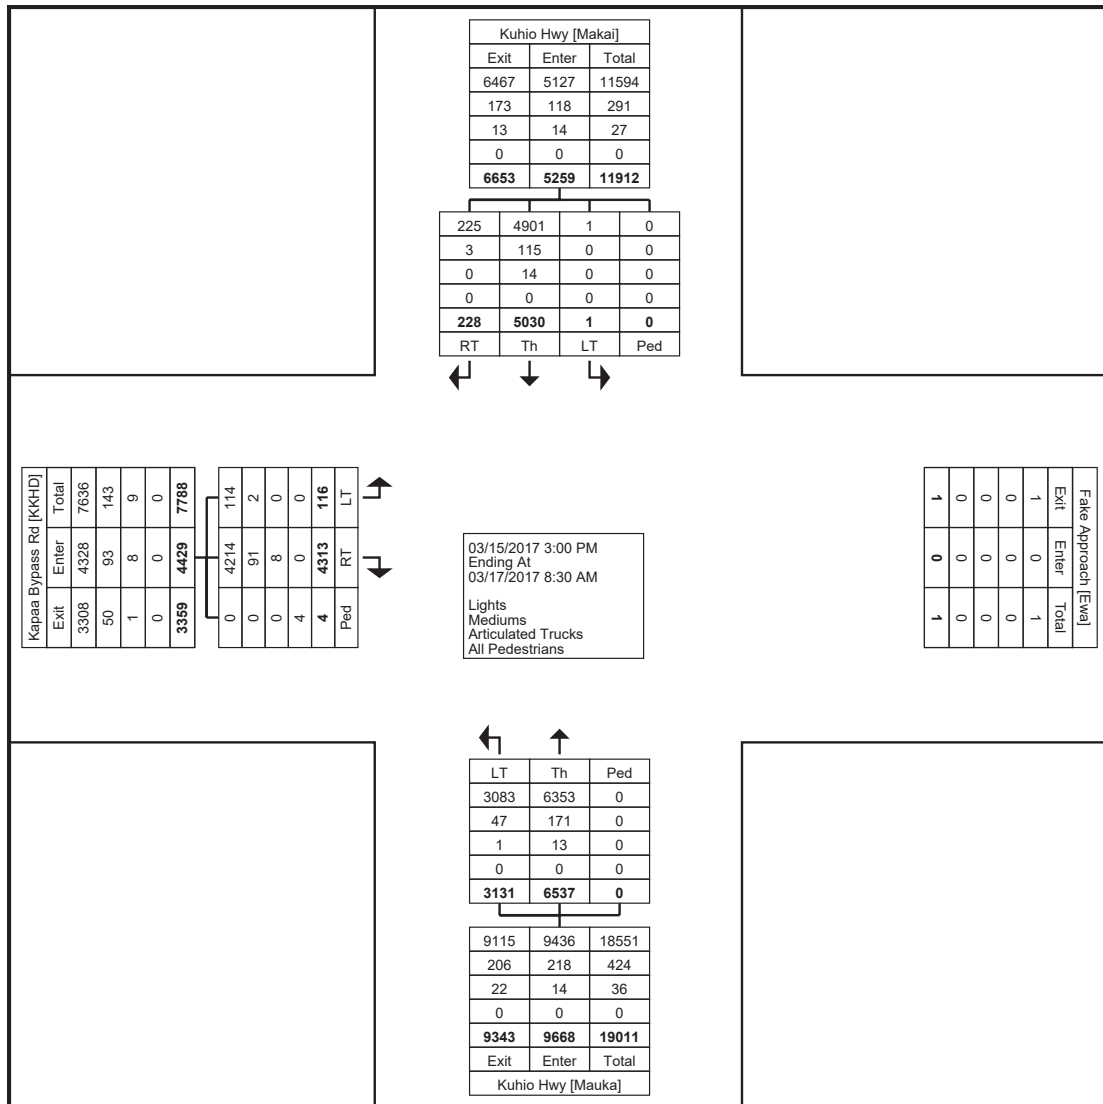 Kuhio Hwy [Makai]
Exit Enter Total
6467 5127 11594
173 118 291
13 14 27
0 0 0
6653 5259 11912
225 4901 1 0
3 115 0 0
0 14 0 0
0 0 0 0
228 5030 1 0
RT Th LT Ped
Kapaa Bypass Rd [KKHD]
Exit Enter Total
3308 4328 7636
50 93 143
1 8 9
0 0 0
3359 4429 7788
0 4214 114
0 91 2
0 8 0
4 0 0
4 4313 116
Ped RT LT
03/15/2017 3:00 PM
Ending At
03/17/2017 8:30 AM
Lights
Mediums
Articulated Trucks
All Pedestrians
Fake Approach [Ewa]
Exit Enter Total
1 0 1
0 0 0
0 0 0
0 0 0
1 0 1
LT Th Ped
3083 6353 0
47 171 0
1 13 0
0 0 0
3131 6537 0
9115 9436 18551
206 218 424
22 14 36
0 0 0
9343 9668 19011
Exit Enter Total
Kuhio Hwy [Mauka]